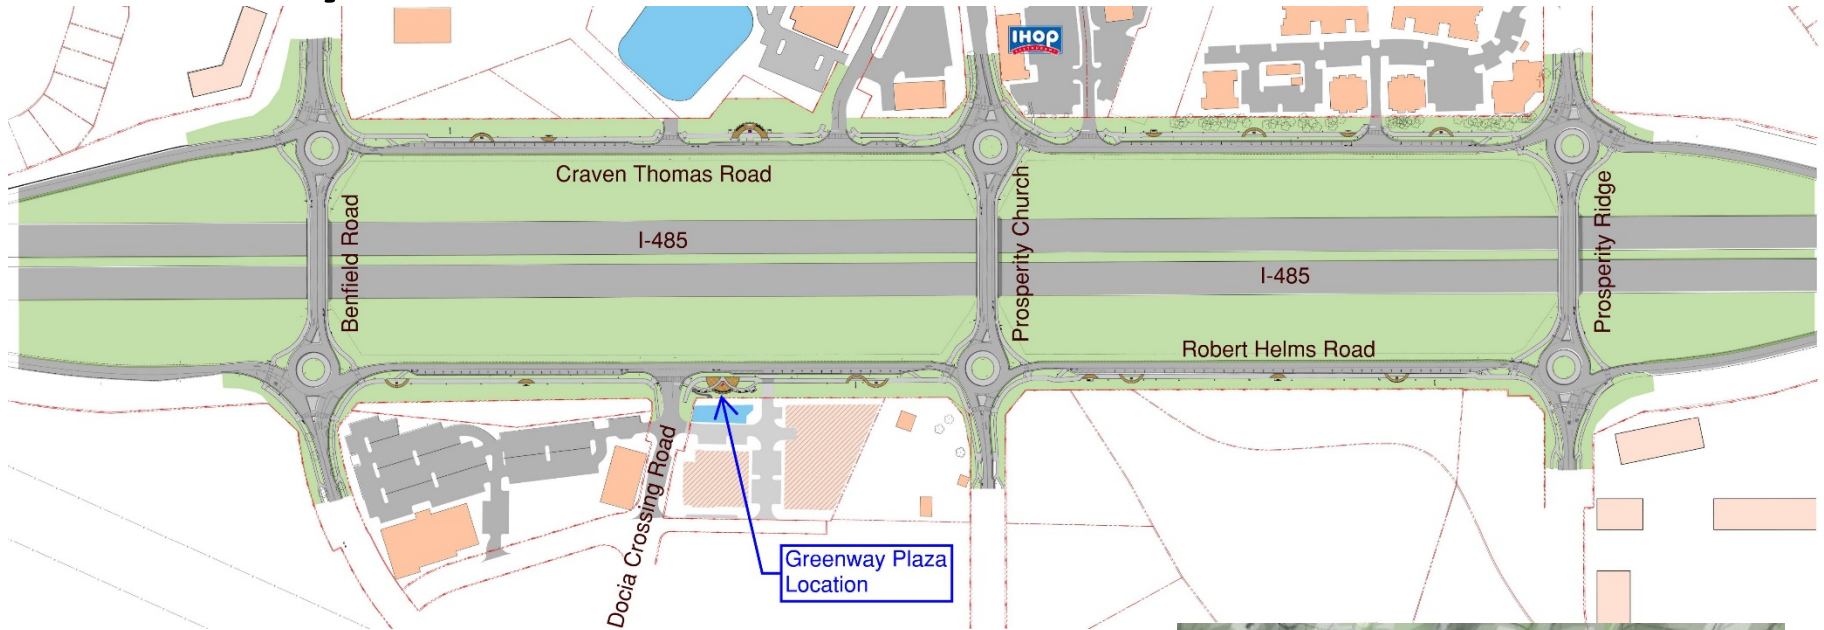 IHOP
RESTAURANT
Craven Thomas Road
Benfield Road
I-485
Prosperity Church
I-485
Prosperity Ridge
Robert Helms Road
Docia Crossing Road
Greenway Plaza
Location